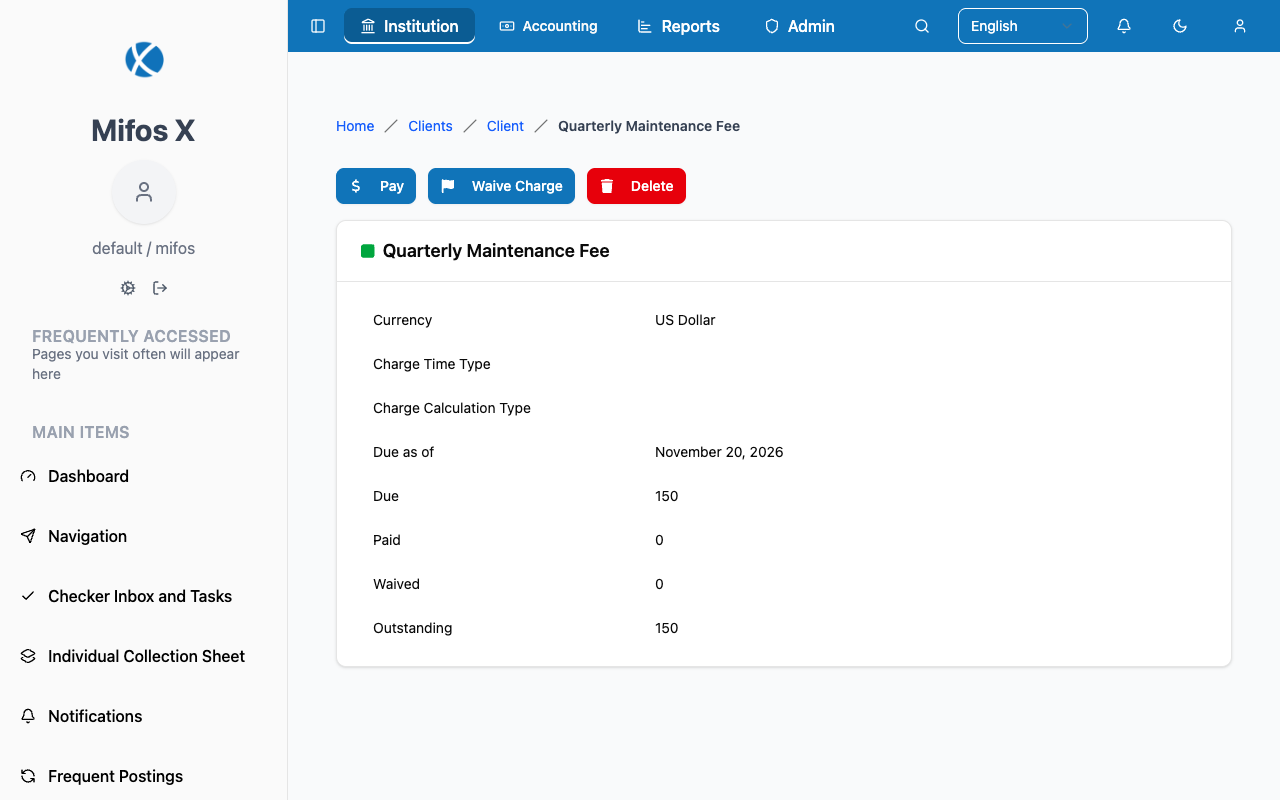 Mifos X
default / mifos
FREQUENTLY ACCESSED
Pages you visit often will appear
here
MAIN ITEMS
Dashboard
Navigation
Checker Inbox and Tasks
Individual Collection Sheet
Notifications
Frequent Postings
Institution
Accounting
Reports
Admin
English
Home / Clients / Client / Quarterly Maintenance Fee
Pay
Waive Charge
Delete
Quarterly Maintenance Fee
Currency US Dollar
Charge Time Type
Charge Calculation Type
Due as of November 20, 2026
Due 150
Paid 0
Waived 0
Outstanding 150